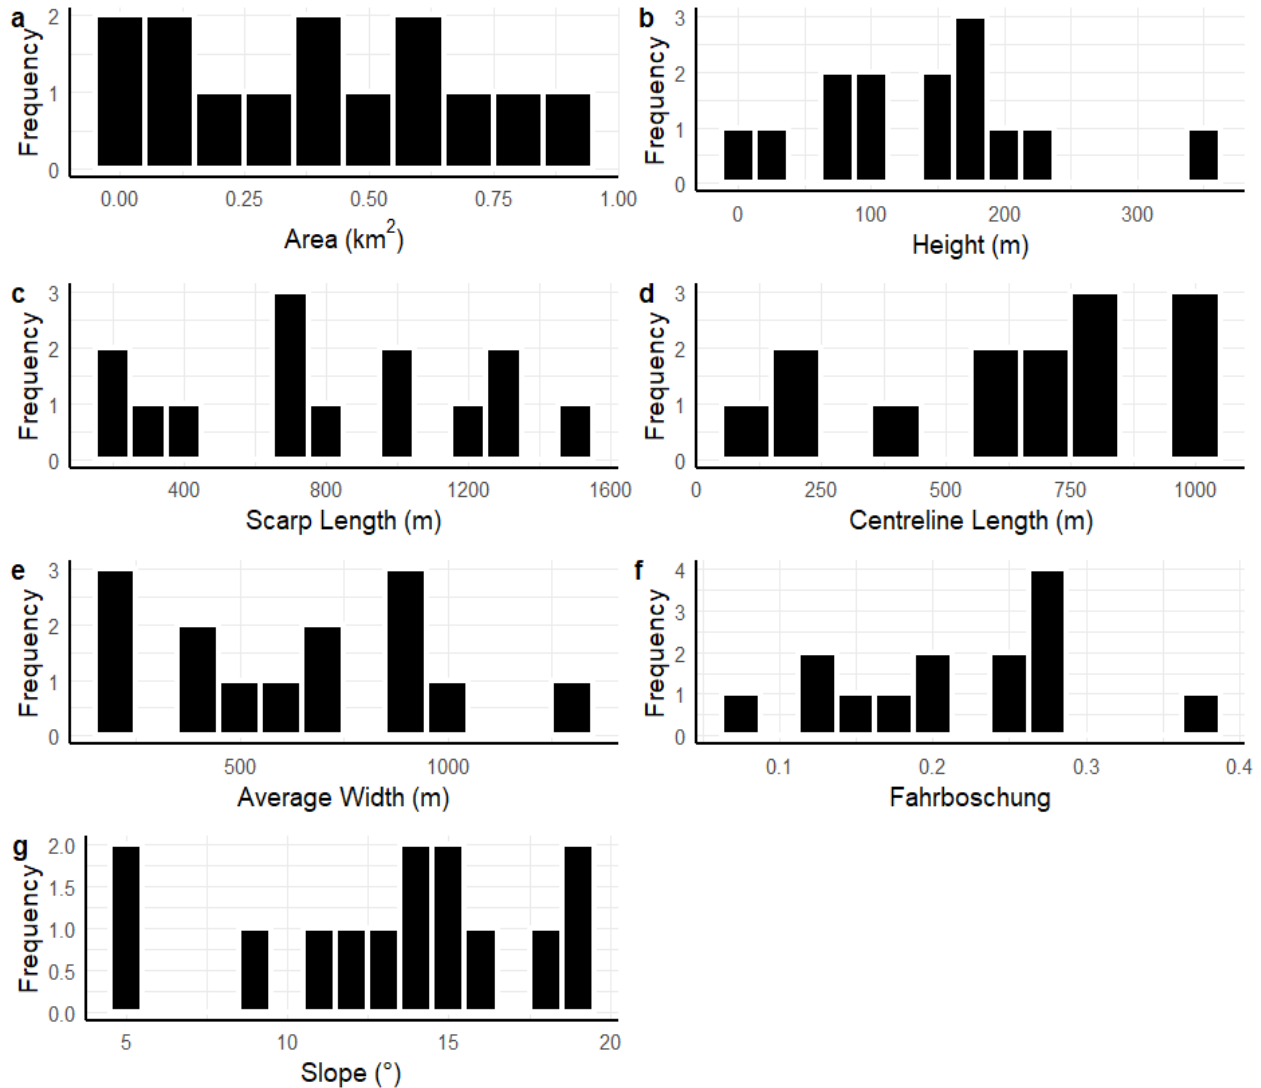 a
Frequency
2
1
0
0.00 0.25 0.50 0.75 1.00
Area (km2)
b
Frequency
3
2
1
0
0 100 200 300
Height (m)
c
Frequency
3
2
1
0
400 800 1200 1600
Scarp Length (m)
d
Frequency
3
2
1
0
0 250 500 750 1000
Centreline Length (m)
e
Frequency
3
2
1
0
500 1000
Average Width (m)
f
Frequency
4
3
2
1
0
0.1 0.2 0.3 0.4
Fahrboschung
g
Frequency
2.0
1.5
1.0
0.5
0.0
5 10 15 20
Slope (°)